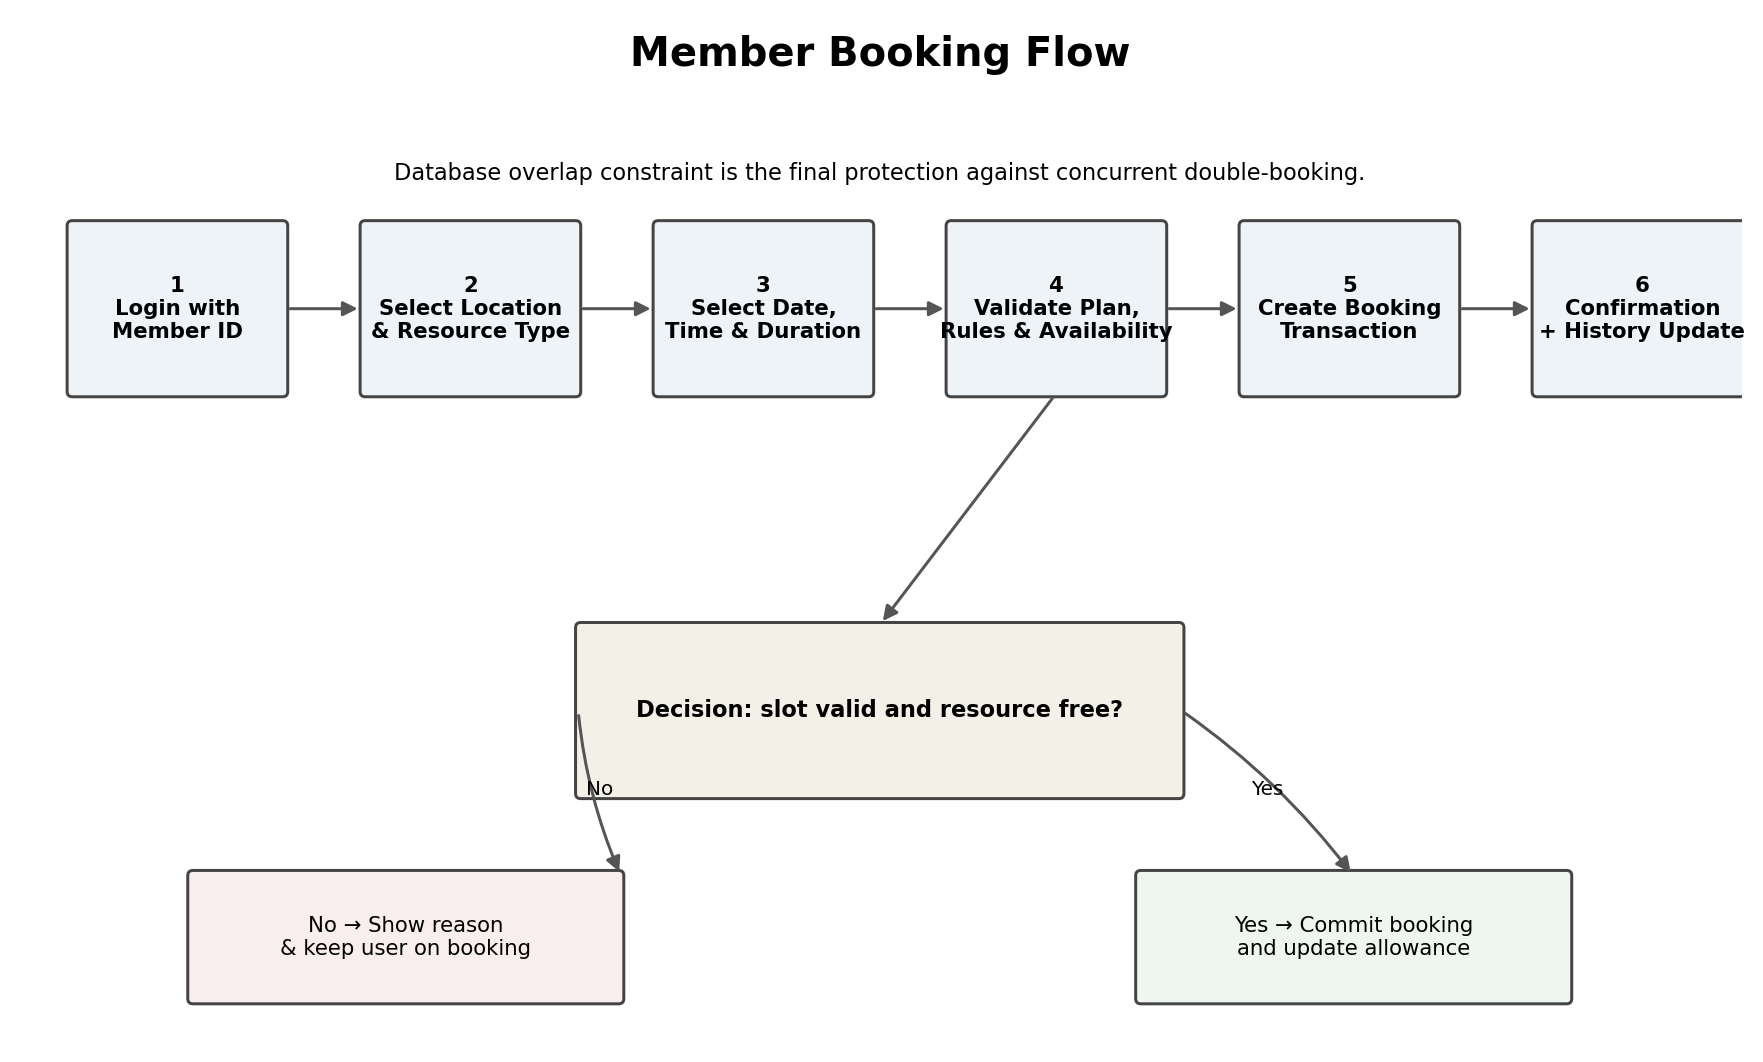 Member Booking Flow
Database overlap constraint is the final protection against concurrent double-booking.
1
Login with
Member ID
2
Select Location
& Resource Type
3
Select Date,
Time & Duration
4
Validate Plan,
Rules & Availability
5
Create Booking
Transaction
6
Confirmation
+ History Update
Decision: slot valid and resource free?
No
Yes
No → Show reason
& keep user on booking
Yes → Commit booking
and update allowance